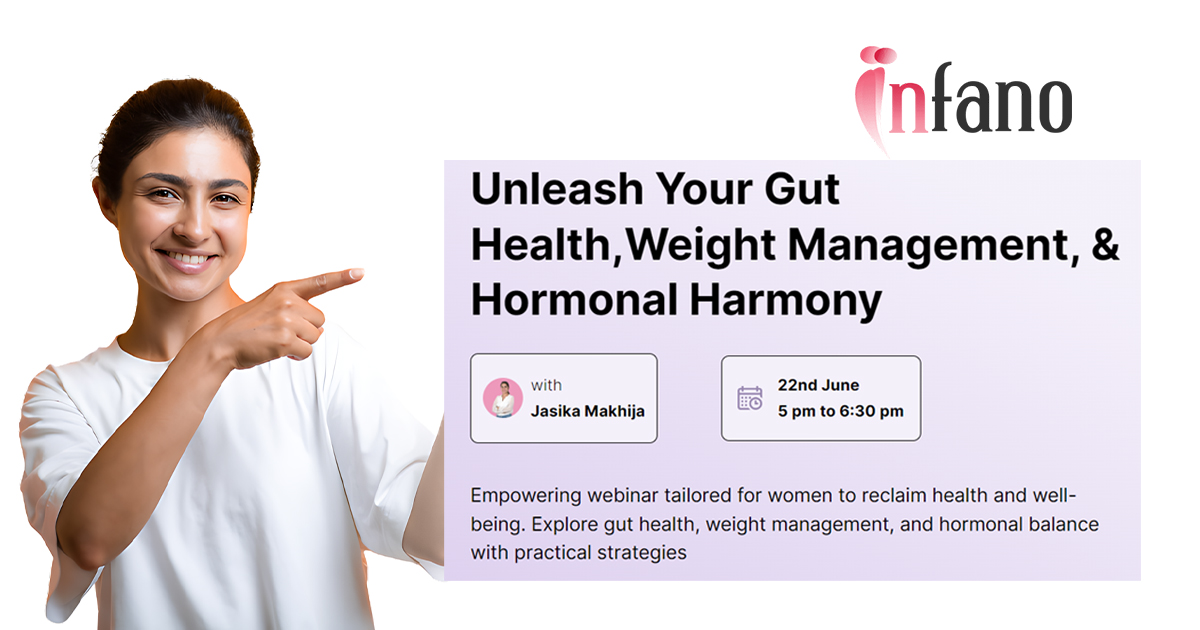 infano
Unleash Your Gut
Health,Weight Management, &
Hormonal Harmony
with
Jasika Makhija
22nd June
5 pm to 6:30 pm
Empowering webinar tailored for women to reclaim health and well-
being. Explore gut health, weight management, and hormonal balance
with practical strategies